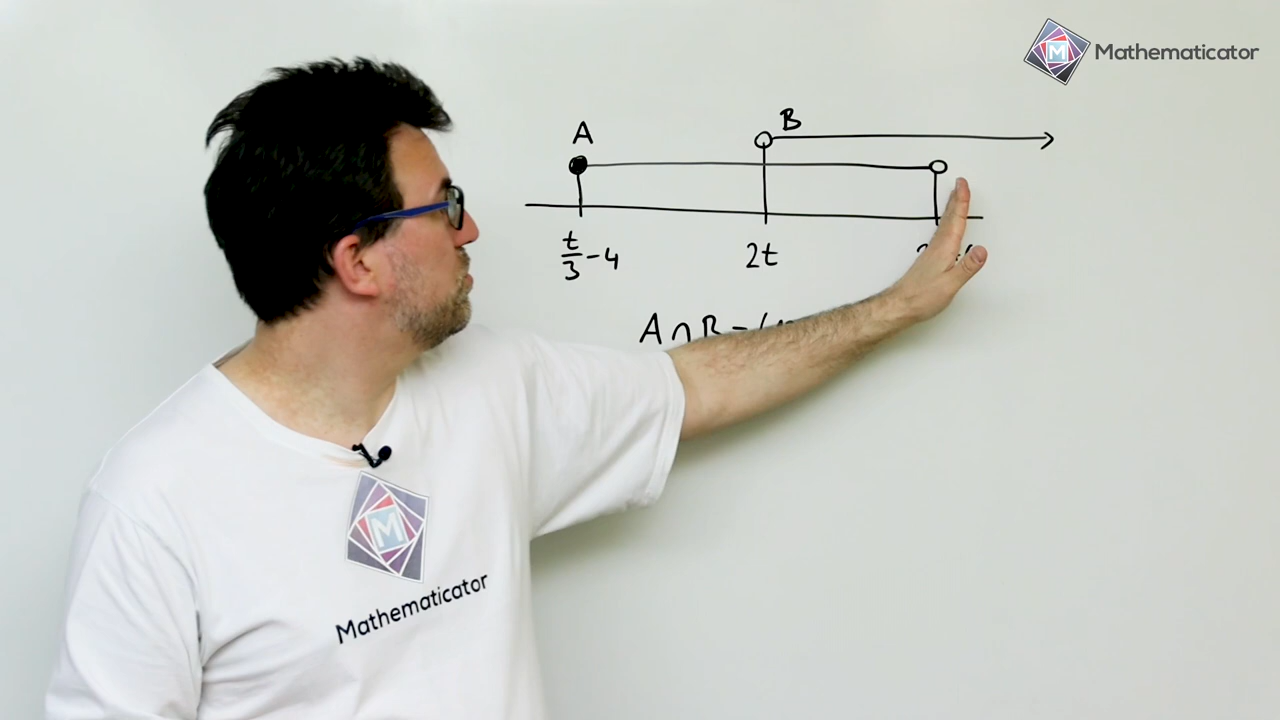 Mathematicator
A
B
t/3 - 4
2t
A ∩ B = (
M
Mathematicator